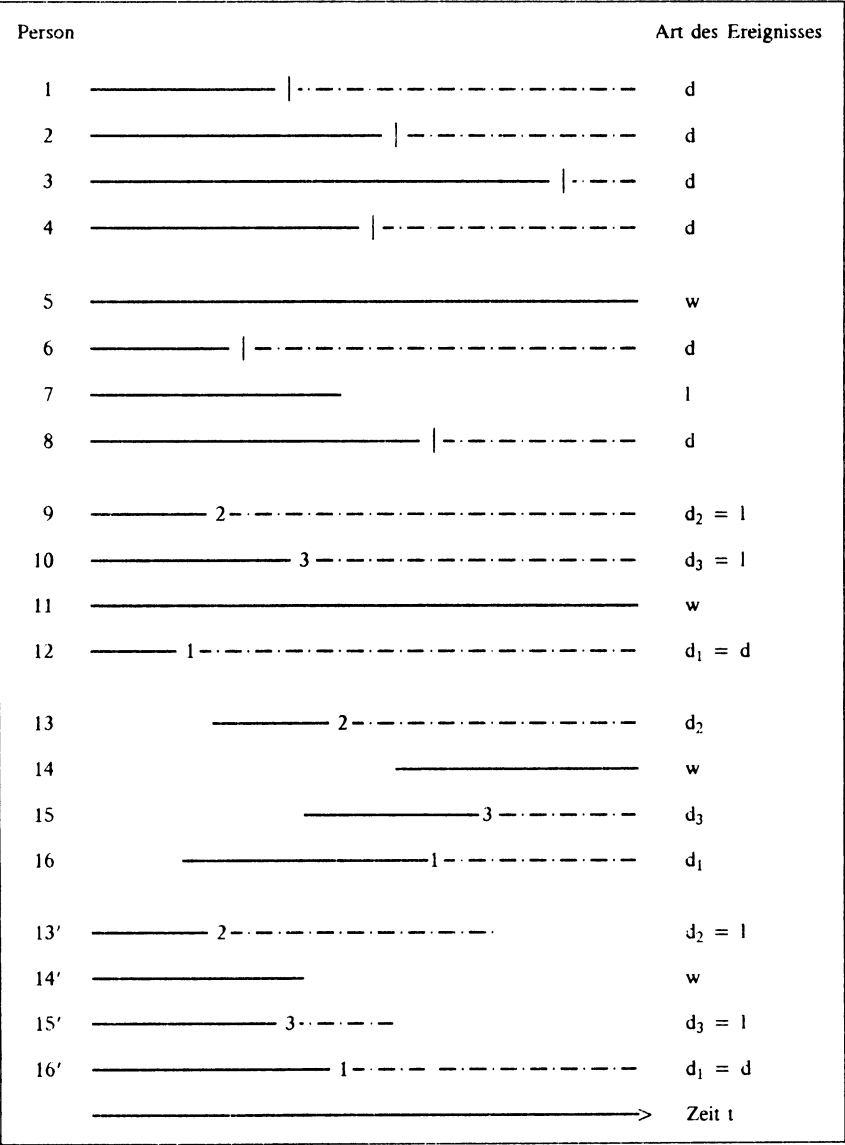 Person Art des Ereignisses
1 d
2 d
3 d
4 d
5 w
6 d
7 l
8 d
9 2 d₂ = l
10 3 d₃ = l
11 w
12 1 d₁ = d
13 2 d₂
14 w
15 3 d₃
16 1 d₁
13' 2 d₂ = l
14' w
15' 3 d₃ = l
16' 1 d₁ = d
Zeit t